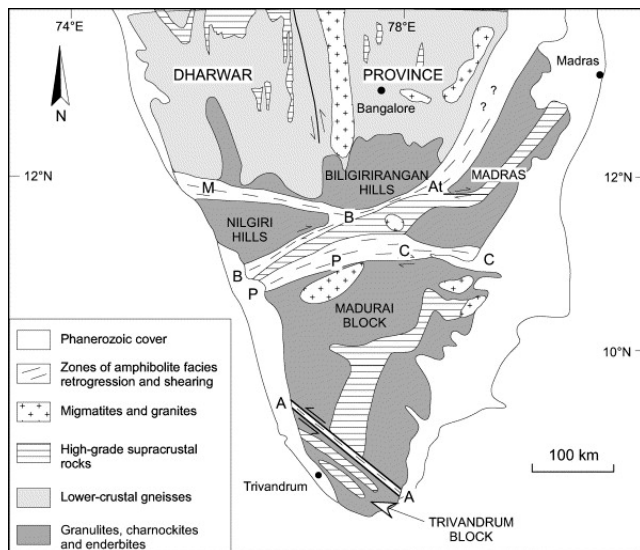 74°E
78°E
Madras
DHARWAR
PROVINCE
Bangalore
N
? ?
12°N
12°N
M
BILIGIRIRANGAN
HILLS
At
MADRAS
NILGIRI
HILLS
B
B
P
P
C
C
MADURAI
BLOCK
Phanerozoic cover
Zones of amphibolite facies
retrogression and shearing
Migmatites and granites
High-grade supracrustal
rocks
Lower-crustal gneisses
Granulites, charnockites
and enderbites
10°N
A
100 km
Trivandrum
A
TRIVANDRUM
BLOCK